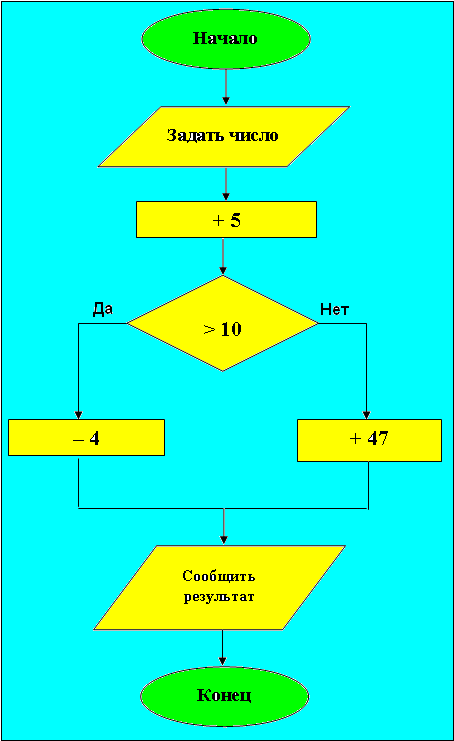 Начало
Задать число
+ 5
Да
Нет
> 10
– 4
+ 47
Сообщить
результат
Конец